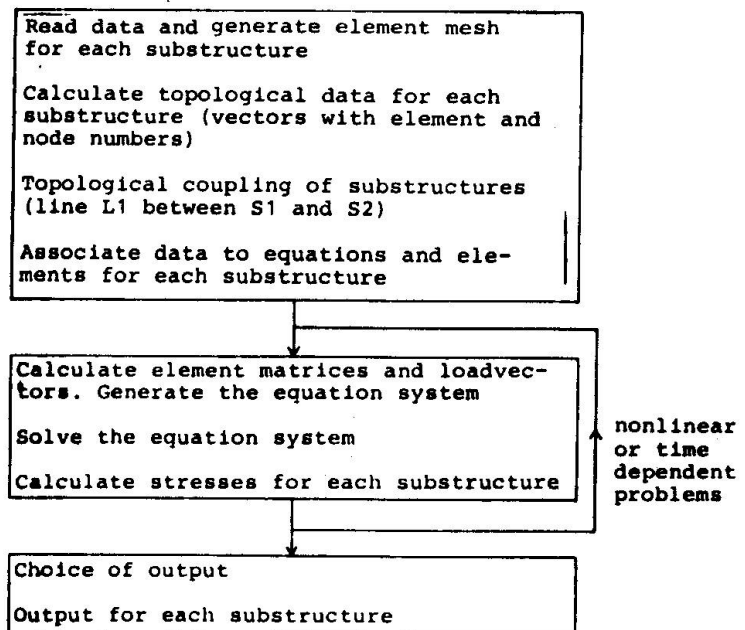 Read data and generate element mesh
for each substructure
Calculate topological data for each
substructure (vectors with element and
node numbers)
Topological coupling of substructures
(line L1 between S1 and S2)
Associate data to equations and ele-
ments for each substructure
Calculate element matrices and loadvec-
tors. Generate the equation system
Solve the equation system
Calculate stresses for each substructure
nonlinear
or time
dependent
problems
Choice of output
Output for each substructure